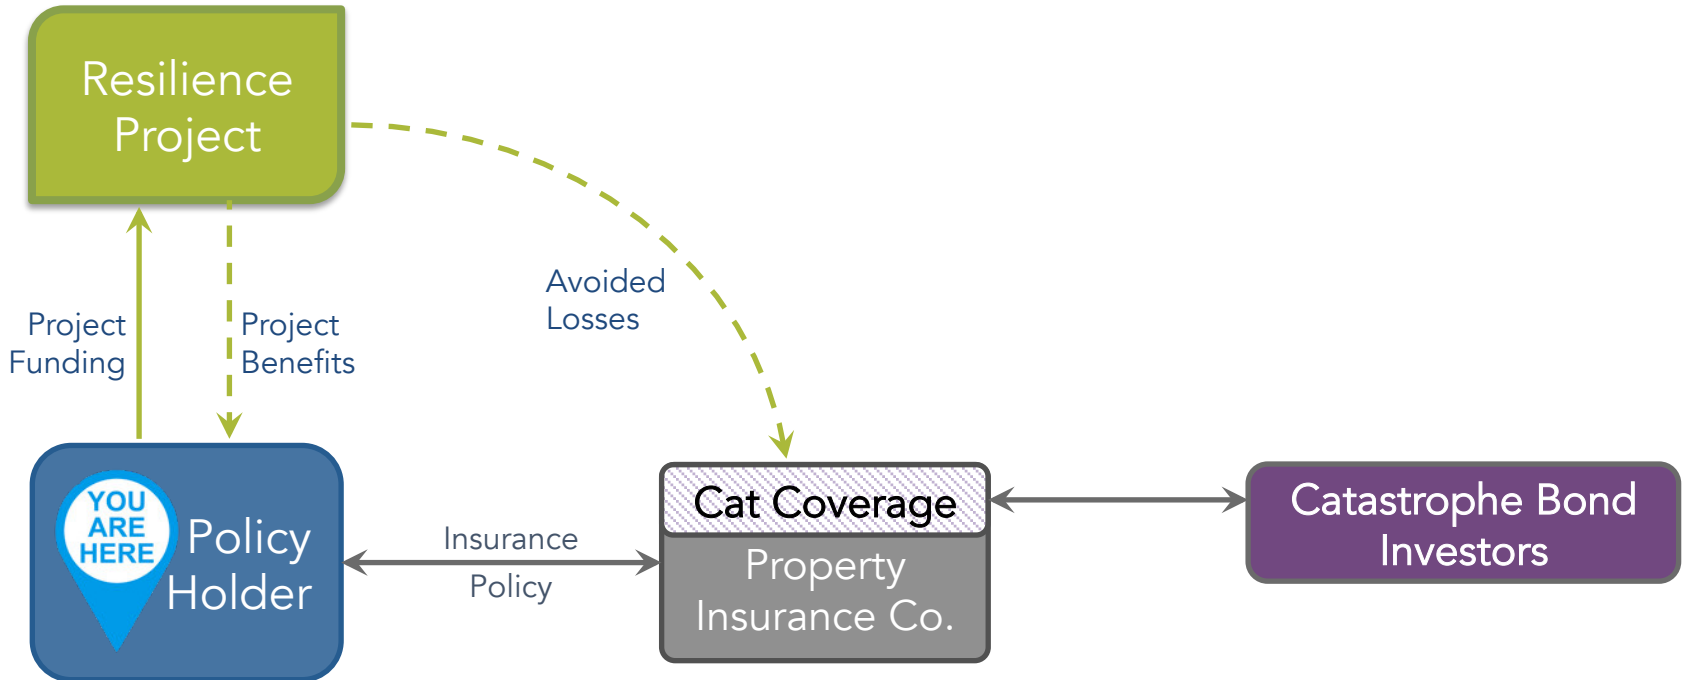 Resilience
Project
Avoided
Losses
Project
Funding
Project
Benefits
YOU
ARE
HERE
Policy
Holder
Insurance
Policy
Cat Coverage
Property
Insurance Co.
Catastrophe Bond
Investors